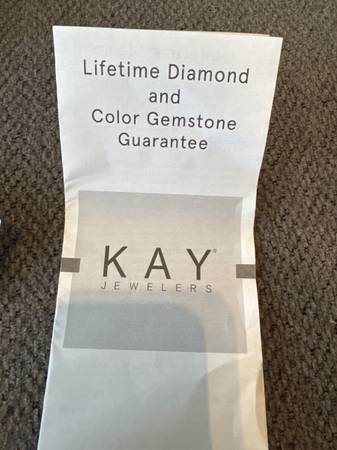 Lifetime Diamond
and
Color Gemstone
Guarantee
KAY®
JEWELERS